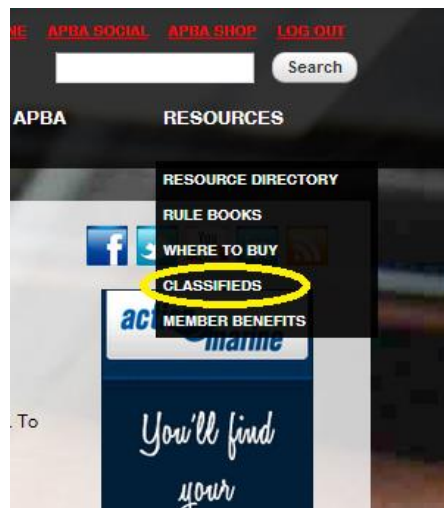 NE APBA SOCIAL APBA SHOP LOG OUT
Search
APBA RESOURCES
RESOURCE DIRECTORY
RULE BOOKS
WHERE TO BUY
CLASSIFIEDS
MEMBER BENEFITS
marine
. To
You'll find
your